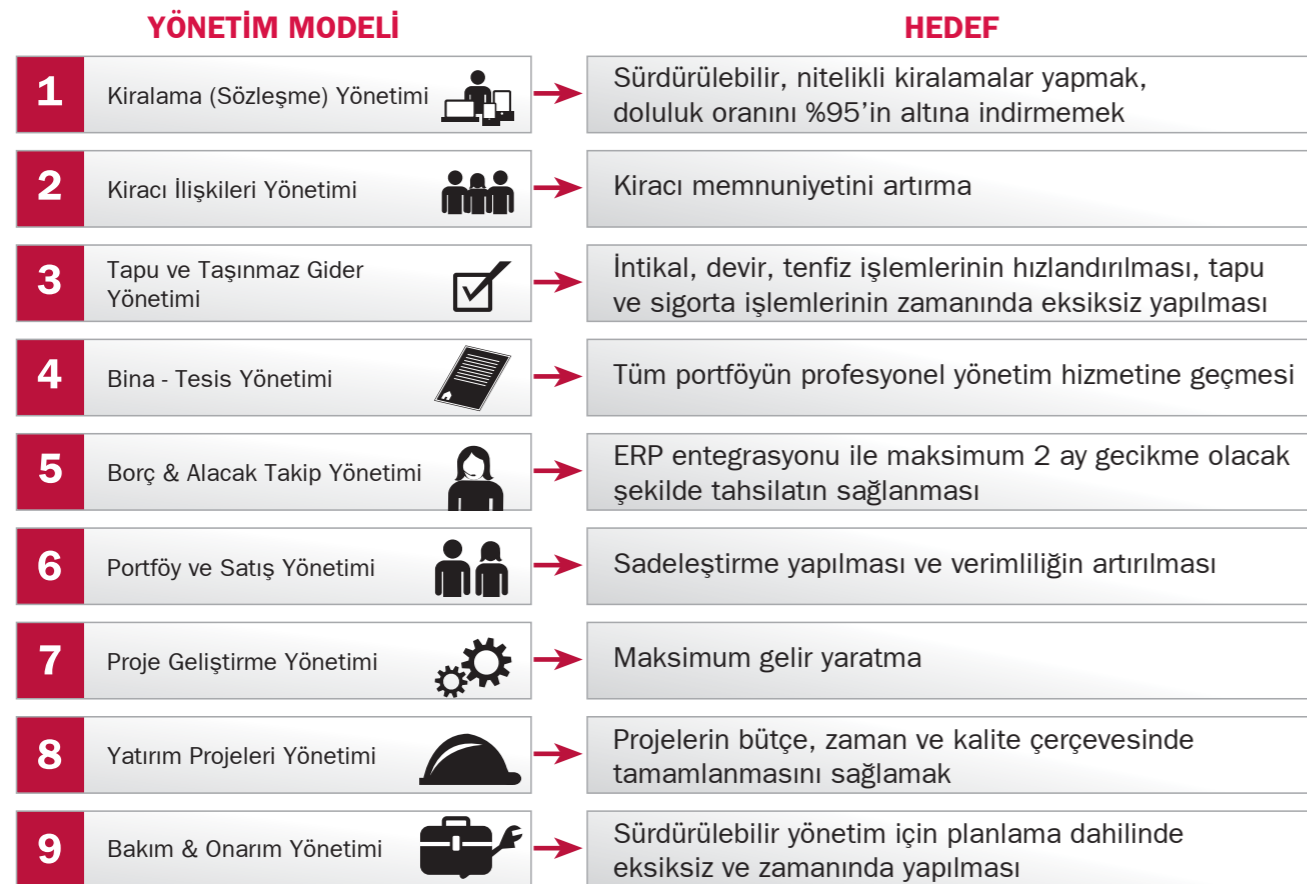 YÖNETİM MODELİ
HEDEF
1
Kiralama (Sözleşme) Yönetimi
Sürdürülebilir, nitelikli kiralamalar yapmak,
doluluk oranını %95’in altına indirmemek
2
Kiracı İlişkileri Yönetimi
Kiracı memnuniyetini artırma
3
Tapu ve Taşınmaz Gider
Yönetimi
İntikal, devir, tenfiz işlemlerinin hızlandırılması, tapu
ve sigorta işlemlerinin zamanında eksiksiz yapılması
4
Bina - Tesis Yönetimi
Tüm portföyün profesyonel yönetim hizmetine geçmesi
5
Borç & Alacak Takip Yönetimi
ERP entegrasyonu ile maksimum 2 ay gecikme olacak
şekilde tahsilatın sağlanması
6
Portföy ve Satış Yönetimi
Sadeleştirme yapılması ve verimliliğin artırılması
7
Proje Geliştirme Yönetimi
Maksimum gelir yaratma
8
Yatırım Projeleri Yönetimi
Projelerin bütçe, zaman ve kalite çerçevesinde
tamamlanmasını sağlamak
9
Bakım & Onarım Yönetimi
Sürdürülebilir yönetim için planlama dahilinde
eksiksiz ve zamanında yapılması